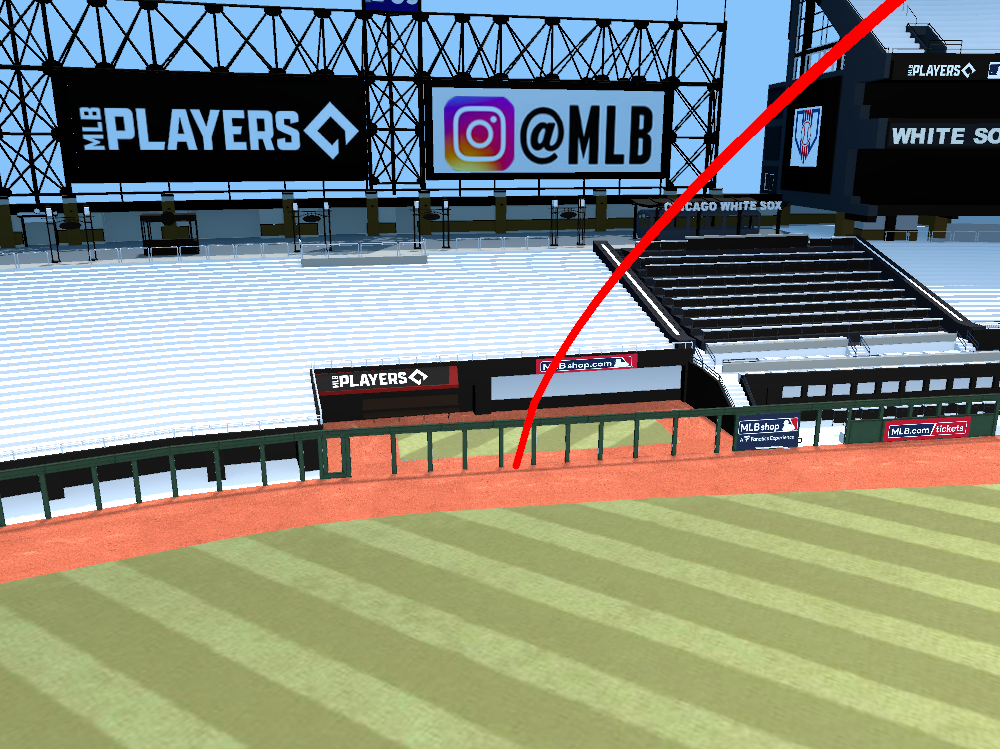 MLB PLAYERS
@MLB
MLB PLAYERS
WHITE SO
CHICAGO WHITE SOX
MLB PLAYERS
MLBshop.com
MLBshop
A Fanatics Experience
MLB.com/tickets